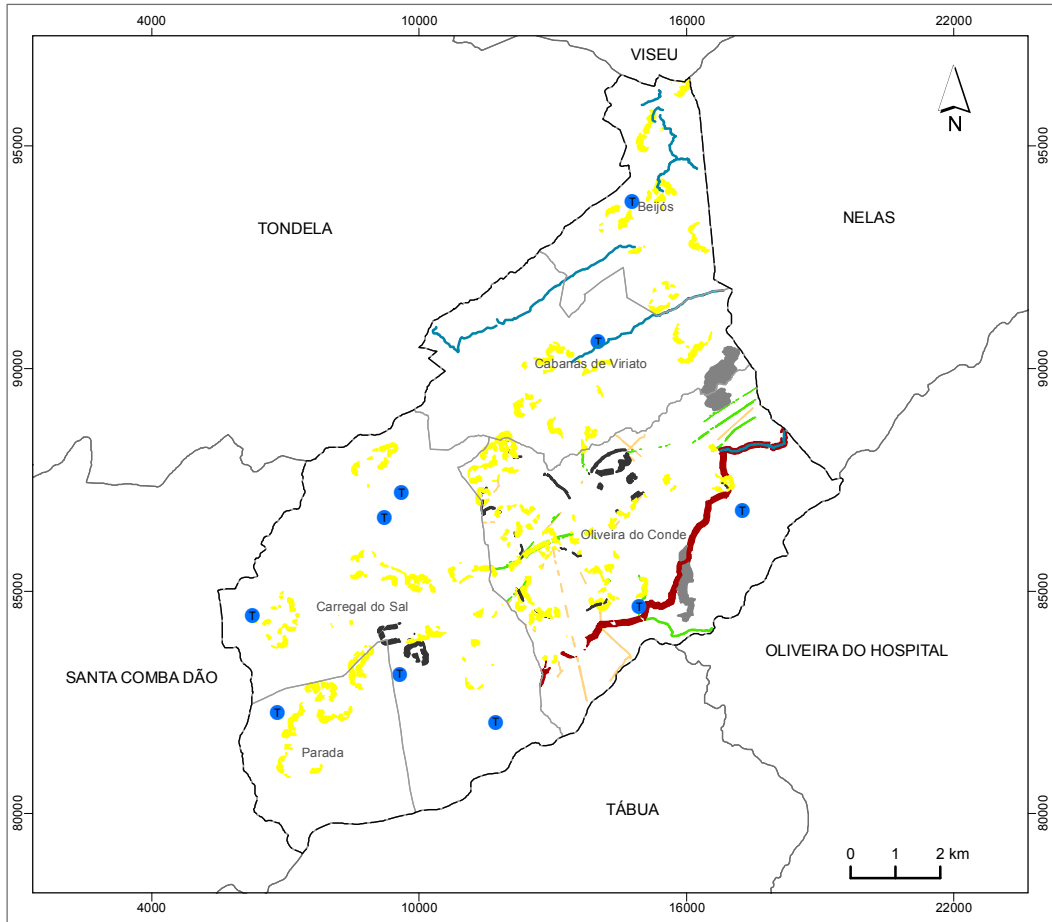 4000 10000 16000 22000
VISEU
N
95000 95000
TONDELA
NELAS
T
Beijós
T
Cabanas de Viriato
90000 90000
T
T
T
Oliveira do Conde
85000 85000
T
Carregal do Sal
T
OLIVEIRA DO HOSPITAL
SANTA COMBA DÃO
T
T
T
Parada
TÁBUA
80000 80000
0 1 2 km
4000 10000 16000 22000